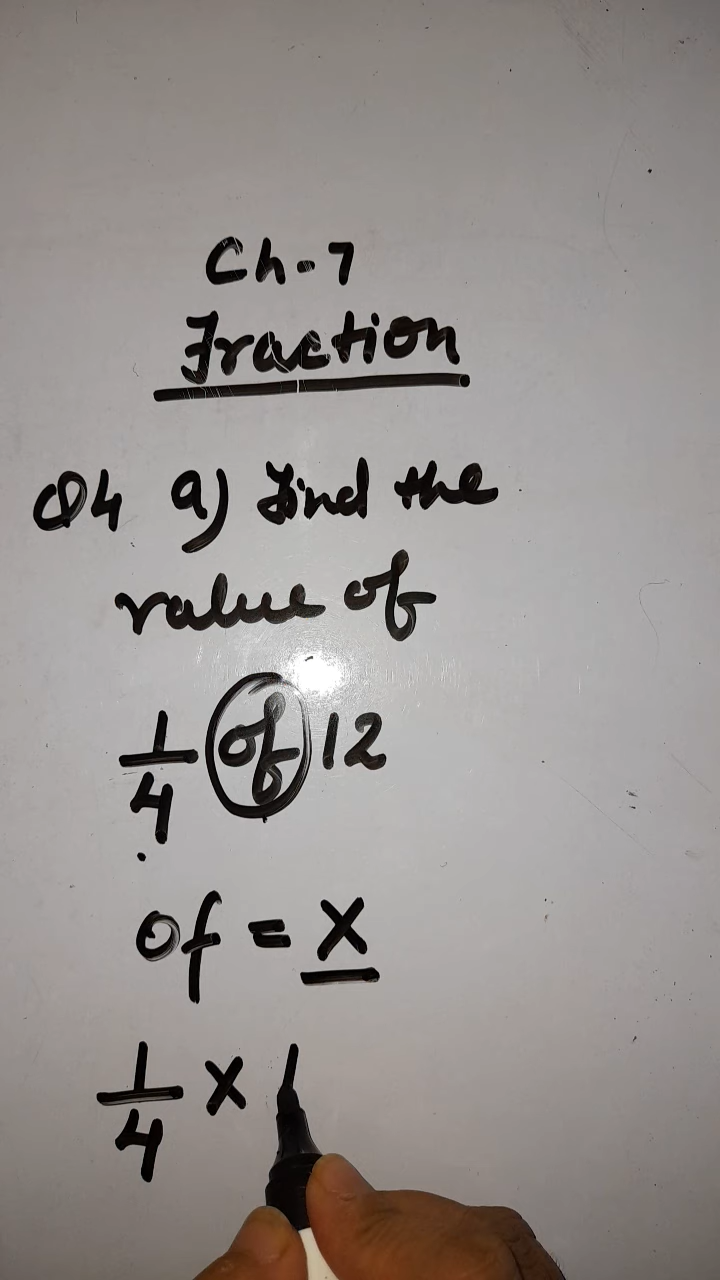 Ch-7
Fraction
Q4 a) Find the
value of
1/4 of 12
of = x
1/4 x 1